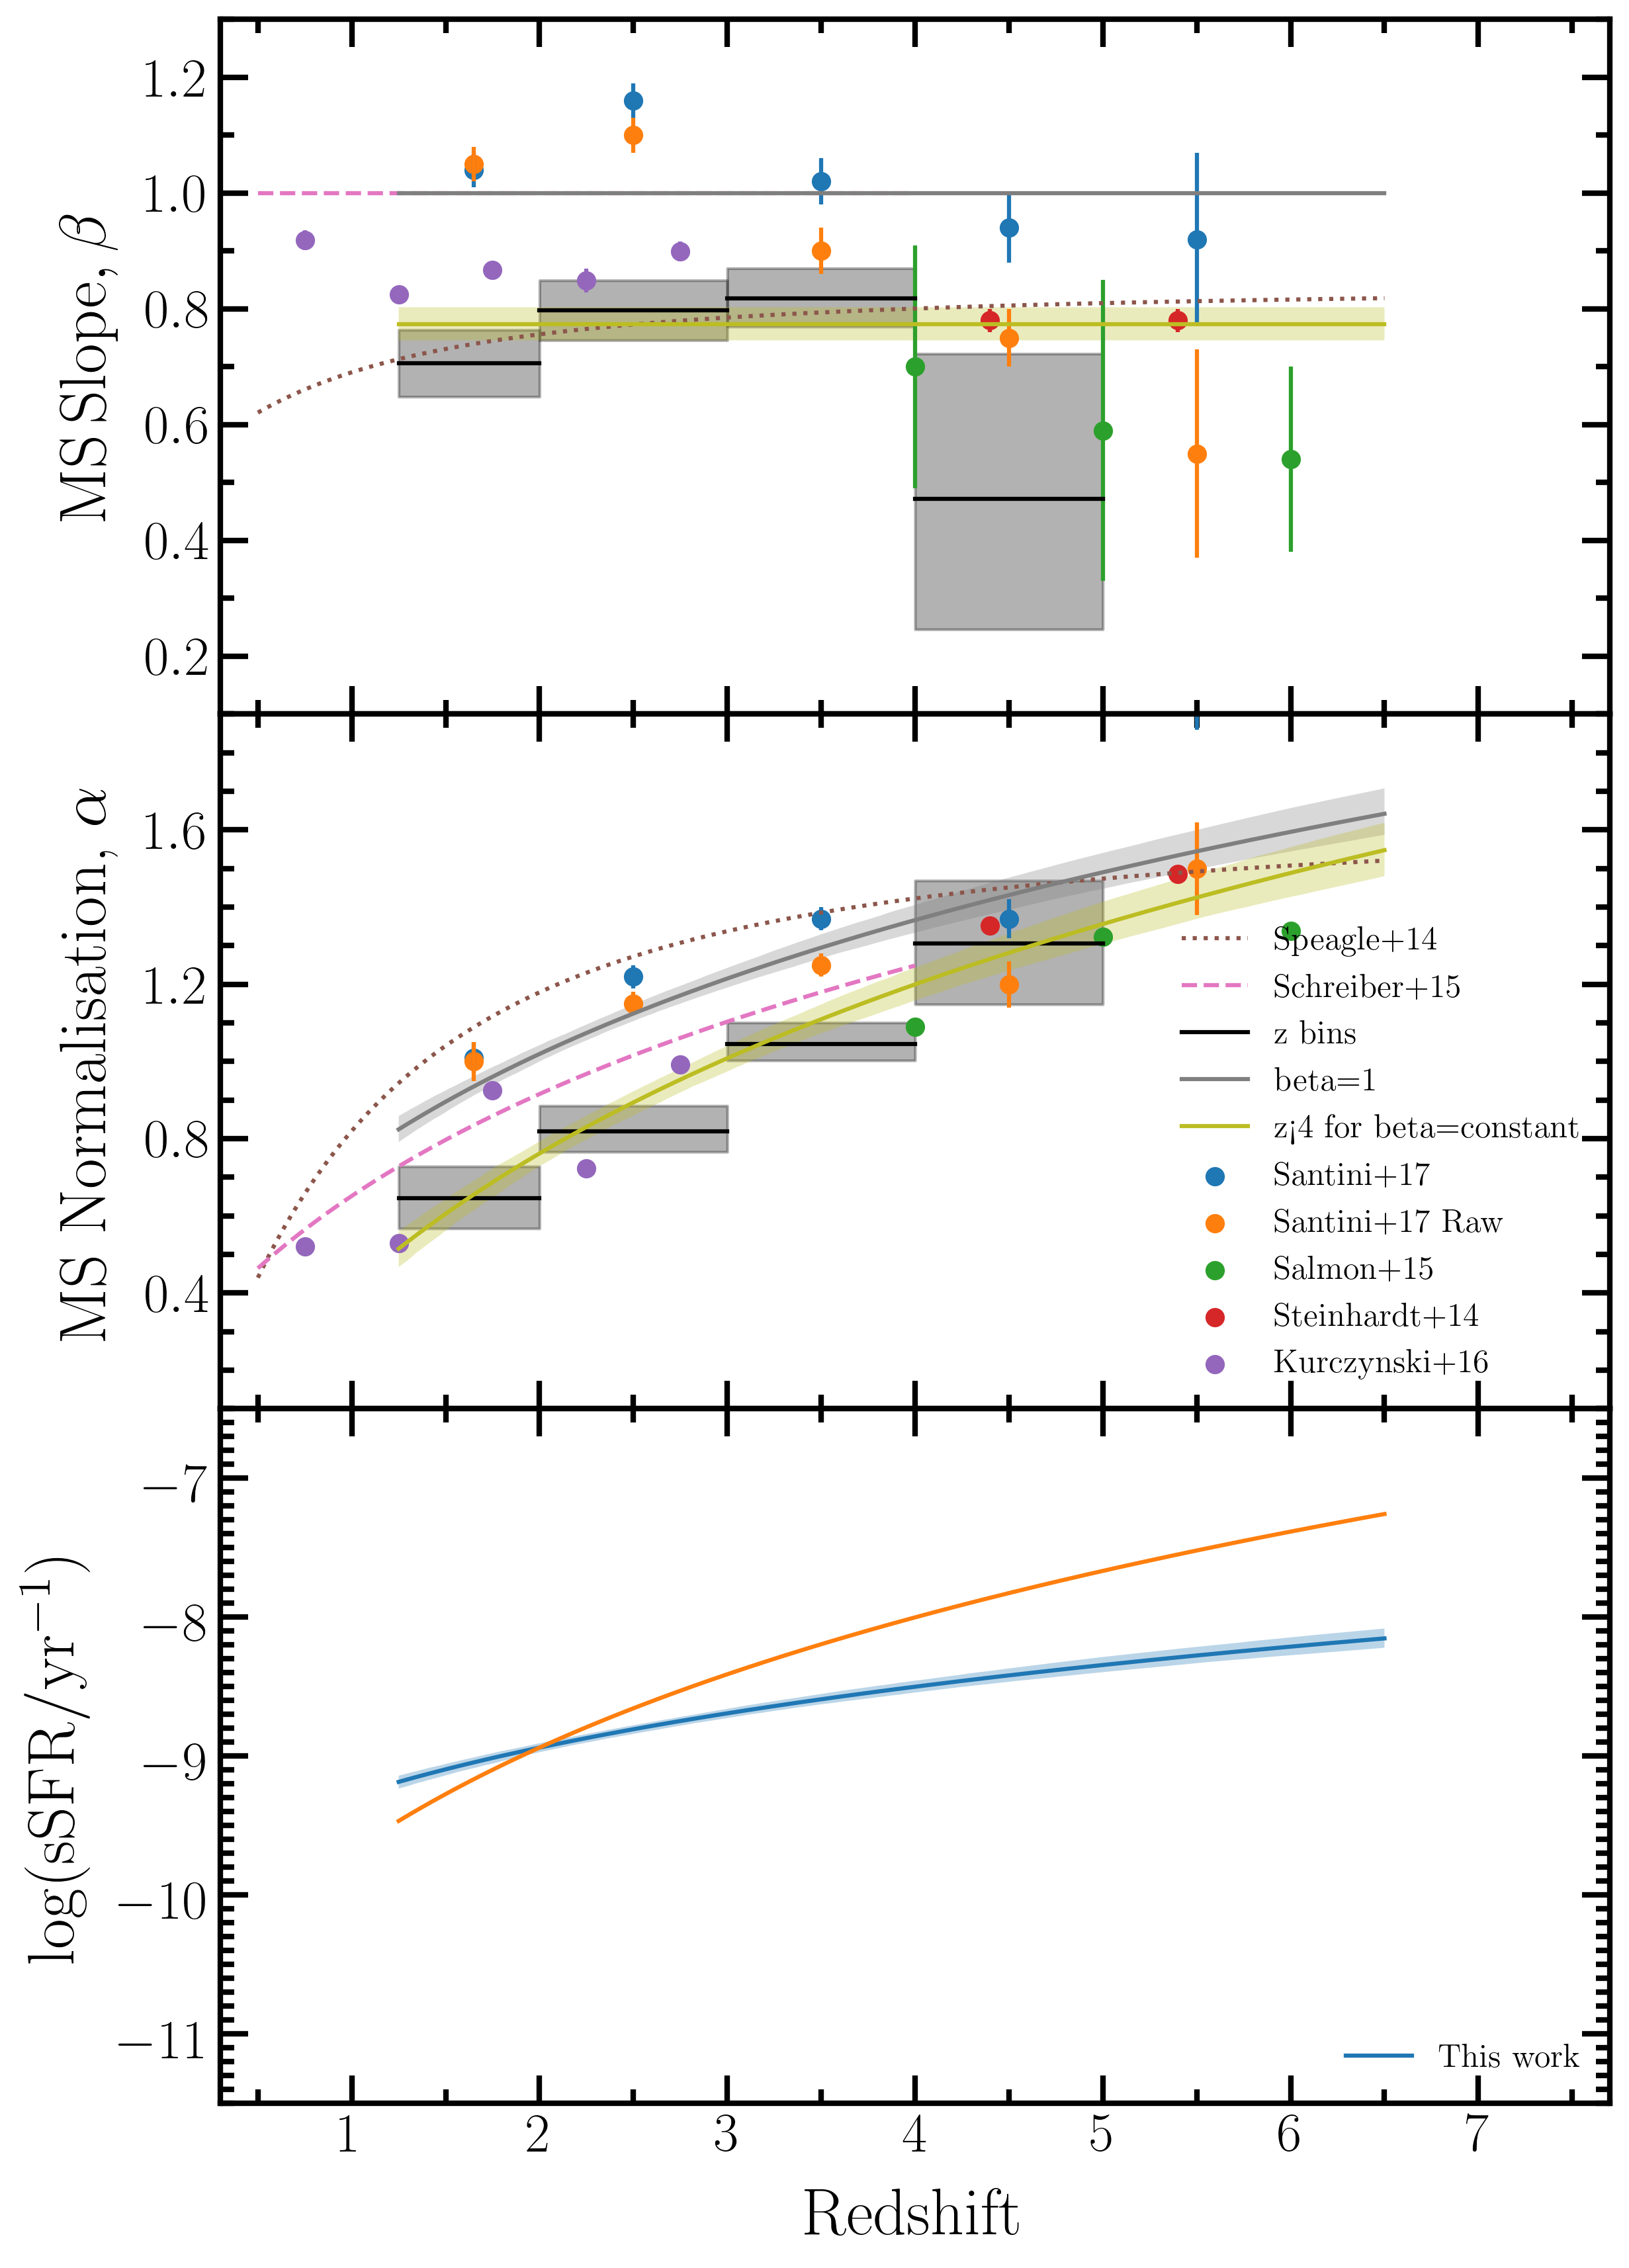 1.2
1.0
0.8
0.6
0.4
0.2
MS Slope, β
1.6
1.2
0.8
0.4
MS Normalisation, α
Speagle+14
Schreiber+15
z bins
beta=1
z¡4 for beta=constant
Santini+17
Santini+17 Raw
Salmon+15
Steinhardt+14
Kurczynski+16
−7
−8
−9
−10
−11
log(sSFR/yr⁻¹)
This work
1 2 3 4 5 6 7
Redshift